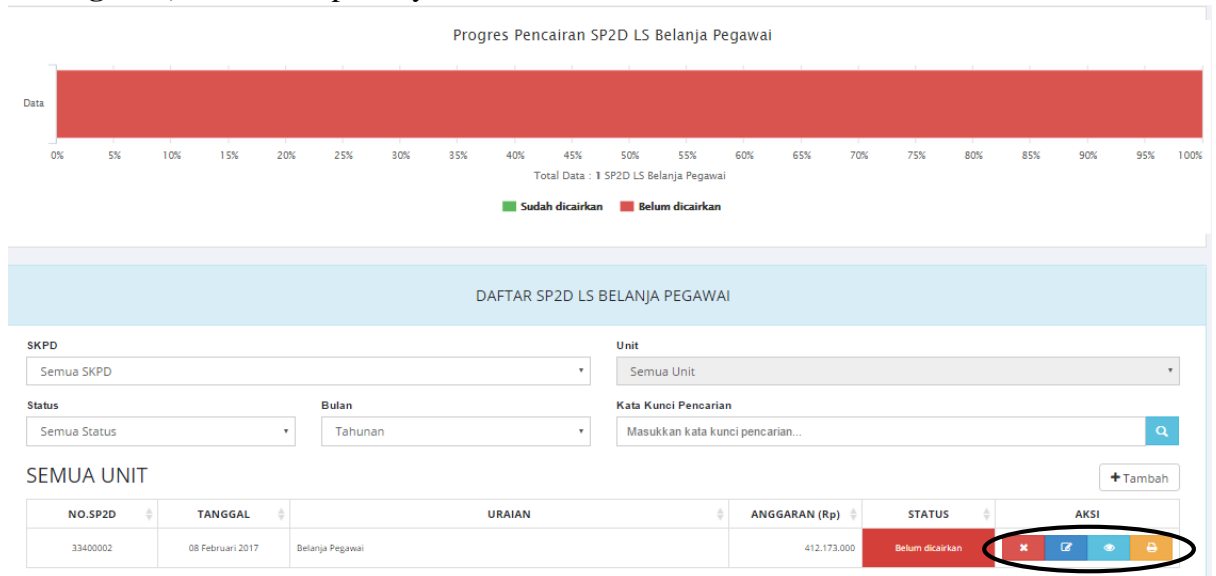 Progres Pencairan SP2D LS Belanja Pegawai
Data
0% 5% 10% 15% 20% 25% 30% 35% 40% 45% 50% 55% 60% 65% 70% 75% 80% 85% 90% 95% 100%
Total Data : 1 SP2D LS Belanja Pegawai
Sudah dicairkan Belum dicairkan
DAFTAR SP2D LS BELANJA PEGAWAI
SKPD Unit
Semua SKPD Semua Unit
Status Bulan Kata Kunci Pencarian
Semua Status Tahunan Masukkan kata kunci pencarian...
SEMUA UNIT Tambah
NO.SP2D TANGGAL URAIAN ANGGARAN (Rp) STATUS AKSI
33400002 08 Februari 2017 Belanja Pegawai 412.173.000 Belum dicairkan